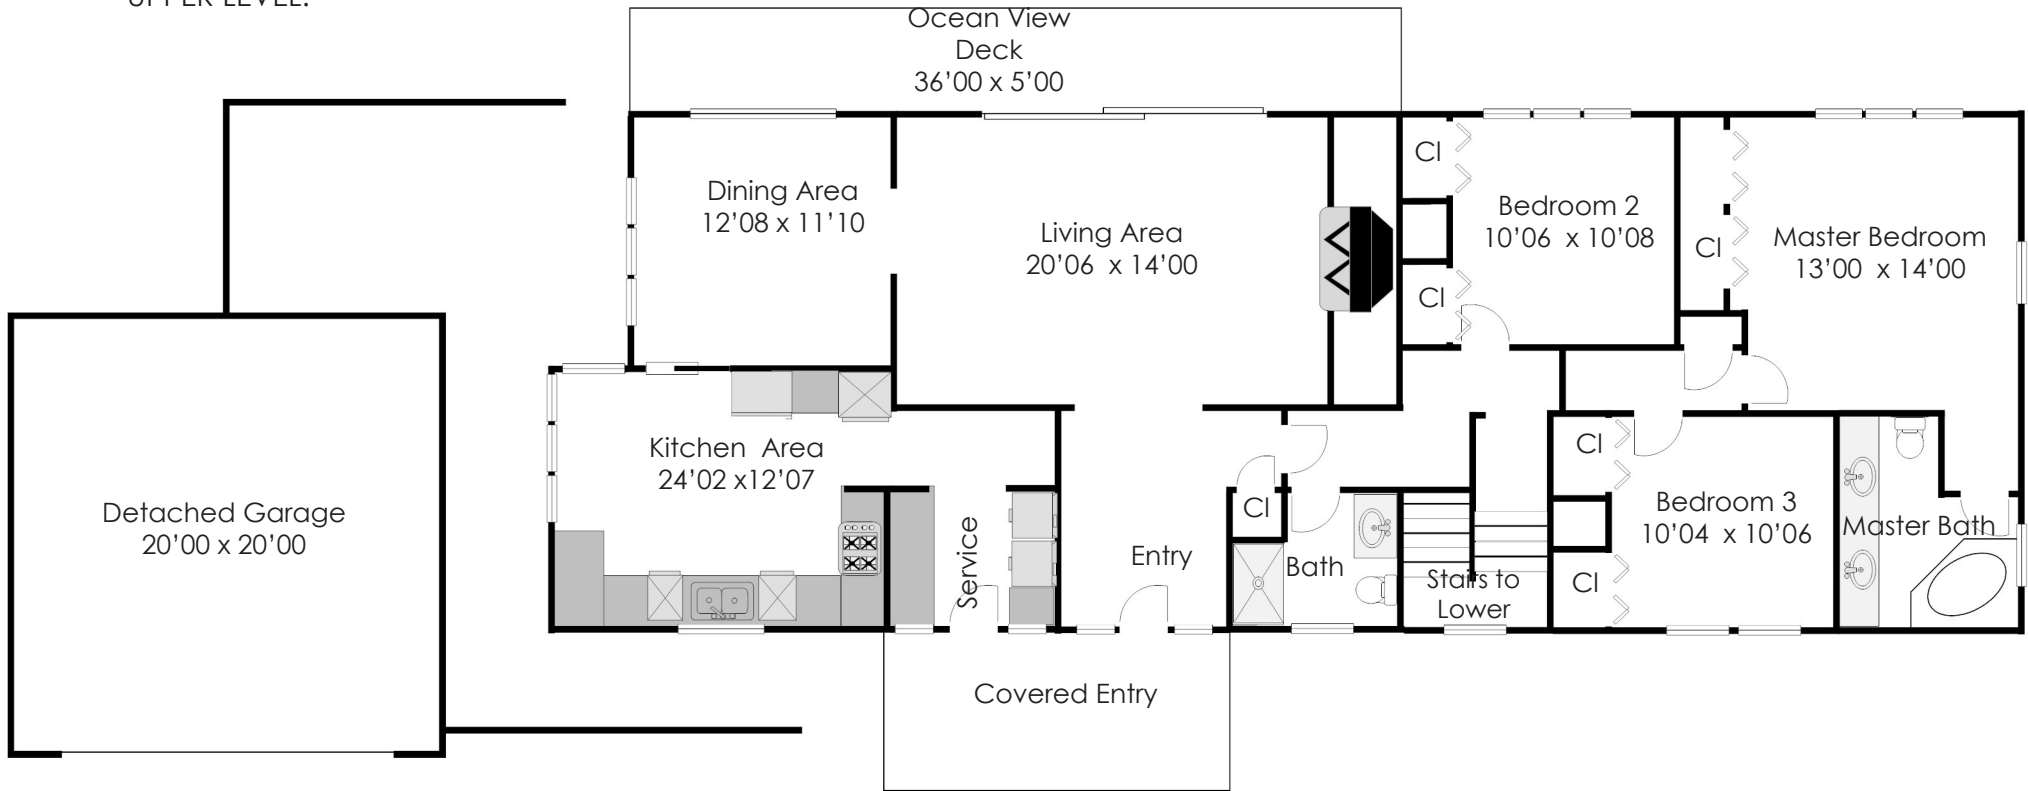 UPPER LEVEL:
Ocean View
Deck
36'00 x 5'00
Dining Area
12'08 x 11'10
Living Area
20'06 x 14'00
Cl
Cl
Bedroom 2
10'06 x 10'08
Cl
Master Bedroom
13'00 x 14'00
Kitchen Area
24'02 x12'07
Detached Garage
20'00 x 20'00
Service
Entry
Cl
Bath
Stairs to
Lower
Cl
Cl
Bedroom 3
10'04 x 10'06
Master Bath
Covered Entry